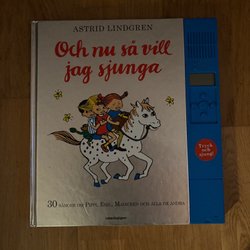 ASTRID LINDGREN
Och nu så vill
jag sjunga
Tryck och
sjung!
30 SÅNGER OM PIPPI, EMIL, MADICKEN OCH ALLA DE ANDRA